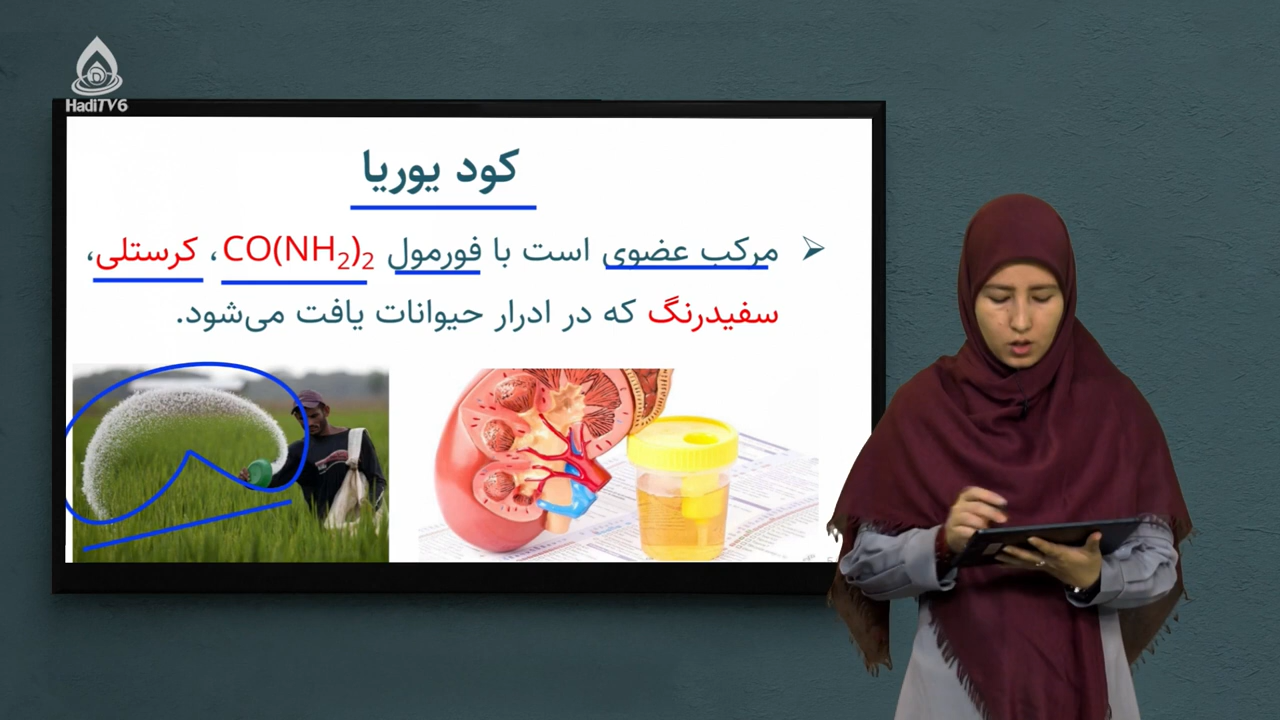 HadiTV6
کود یوریا
مرکب عضوی است با فورمول CO(NH₂)₂، کرستلی،
سفیدرنگ که در ادرار حیوانات یافت می‌شود.